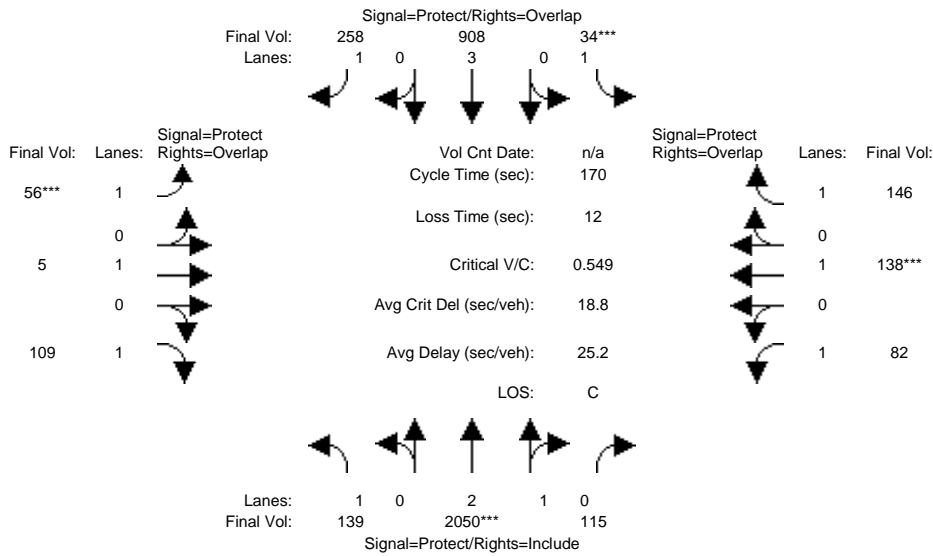 Signal=Protect/Rights=Overlap
Final Vol: 258 908 34***
Lanes: 1 0 3 0 1
Signal=Protect Signal=Protect
Final Vol: Lanes: Rights=Overlap Vol Cnt Date: n/a Rights=Overlap Lanes: Final Vol:
Cycle Time (sec): 170
56*** 1 1 146
Loss Time (sec): 12
0 0
5 1 Critical V/C: 0.549 1 138***
0 Avg Crit Del (sec/veh): 18.8 0
109 1 Avg Delay (sec/veh): 25.2 1 82
LOS: C
Lanes: 1 0 2 1 0
Final Vol: 139 2050*** 115
Signal=Protect/Rights=Include